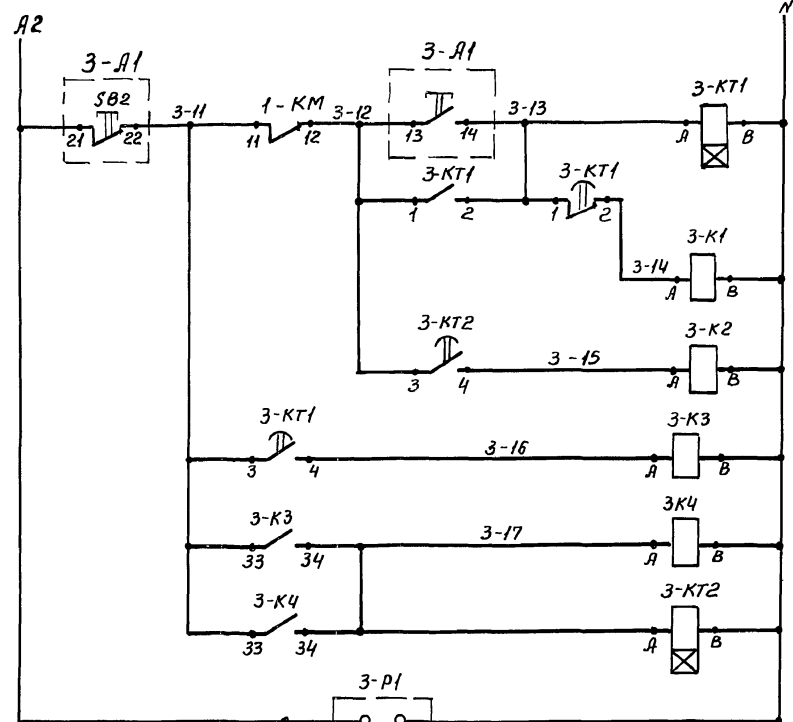 A2 N
3-A1 3-A1 3-KT1
SB2 3-11 1-KM 3-12 3-13
21 22 11 12 13 14 A B
3-KT1 3-KT1
1 2 1 2
3-K1
3-14
A B
3-KT2 3-K2
3-15
3 4 A B
3-KT1 3-K3
3-16
3 4 A B
3-K3 3K4
3-17
33 34 A B
3-K4 3-KT2
33 34 A B
3-P1